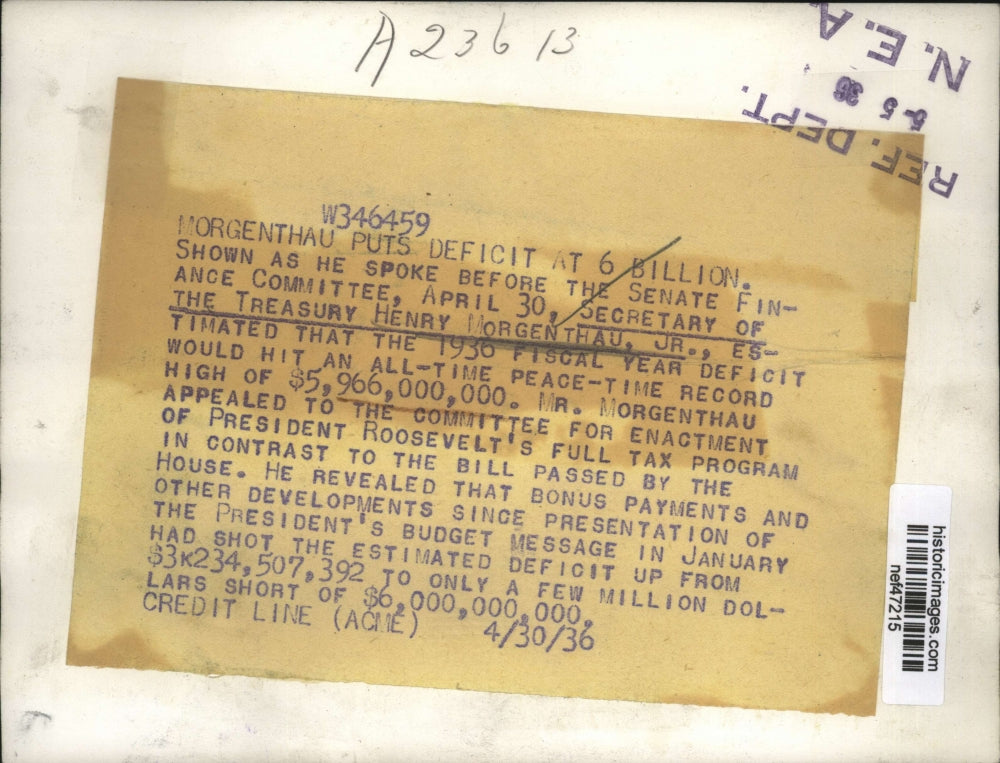 A 236 13
N.E.A
5-5 36
REF. DEPT.
W346459
MORGENTHAU PUTS DEFICIT AT 6 BILLION.
SHOWN AS HE SPOKE BEFORE THE SENATE FIN-
ANCE COMMITTEE, APRIL 30, SECRETARY OF
THE TREASURY HENRY MORGENTHAU, JR., ES-
TIMATED THAT THE 1936 FISCAL YEAR DEFICIT
WOULD HIT AN ALL-TIME PEACE-TIME RECORD
HIGH OF $5,966,000,000. MR. MORGENTHAU
APPEALED TO THE COMMITTEE FOR ENACTMENT
OF PRESIDENT ROOSEVELT'S FULL TAX PROGRAM
IN CONTRAST TO THE BILL PASSED BY THE
HOUSE. HE REVEALED THAT BONUS PAYMENTS AND
OTHER DEVELOPMENTS SINCE PRESENTATION OF
THE PRESIDENT'S BUDGET MESSAGE IN JANUARY
HAD SHOT THE ESTIMATED DEFICIT UP FROM
$3K234,507,392 TO ONLY A FEW MILLION DOL-
LARS SHORT OF $6,000,000,000.
CREDIT LINE (ACME) 4/30/36
historicimages.com
nef47215